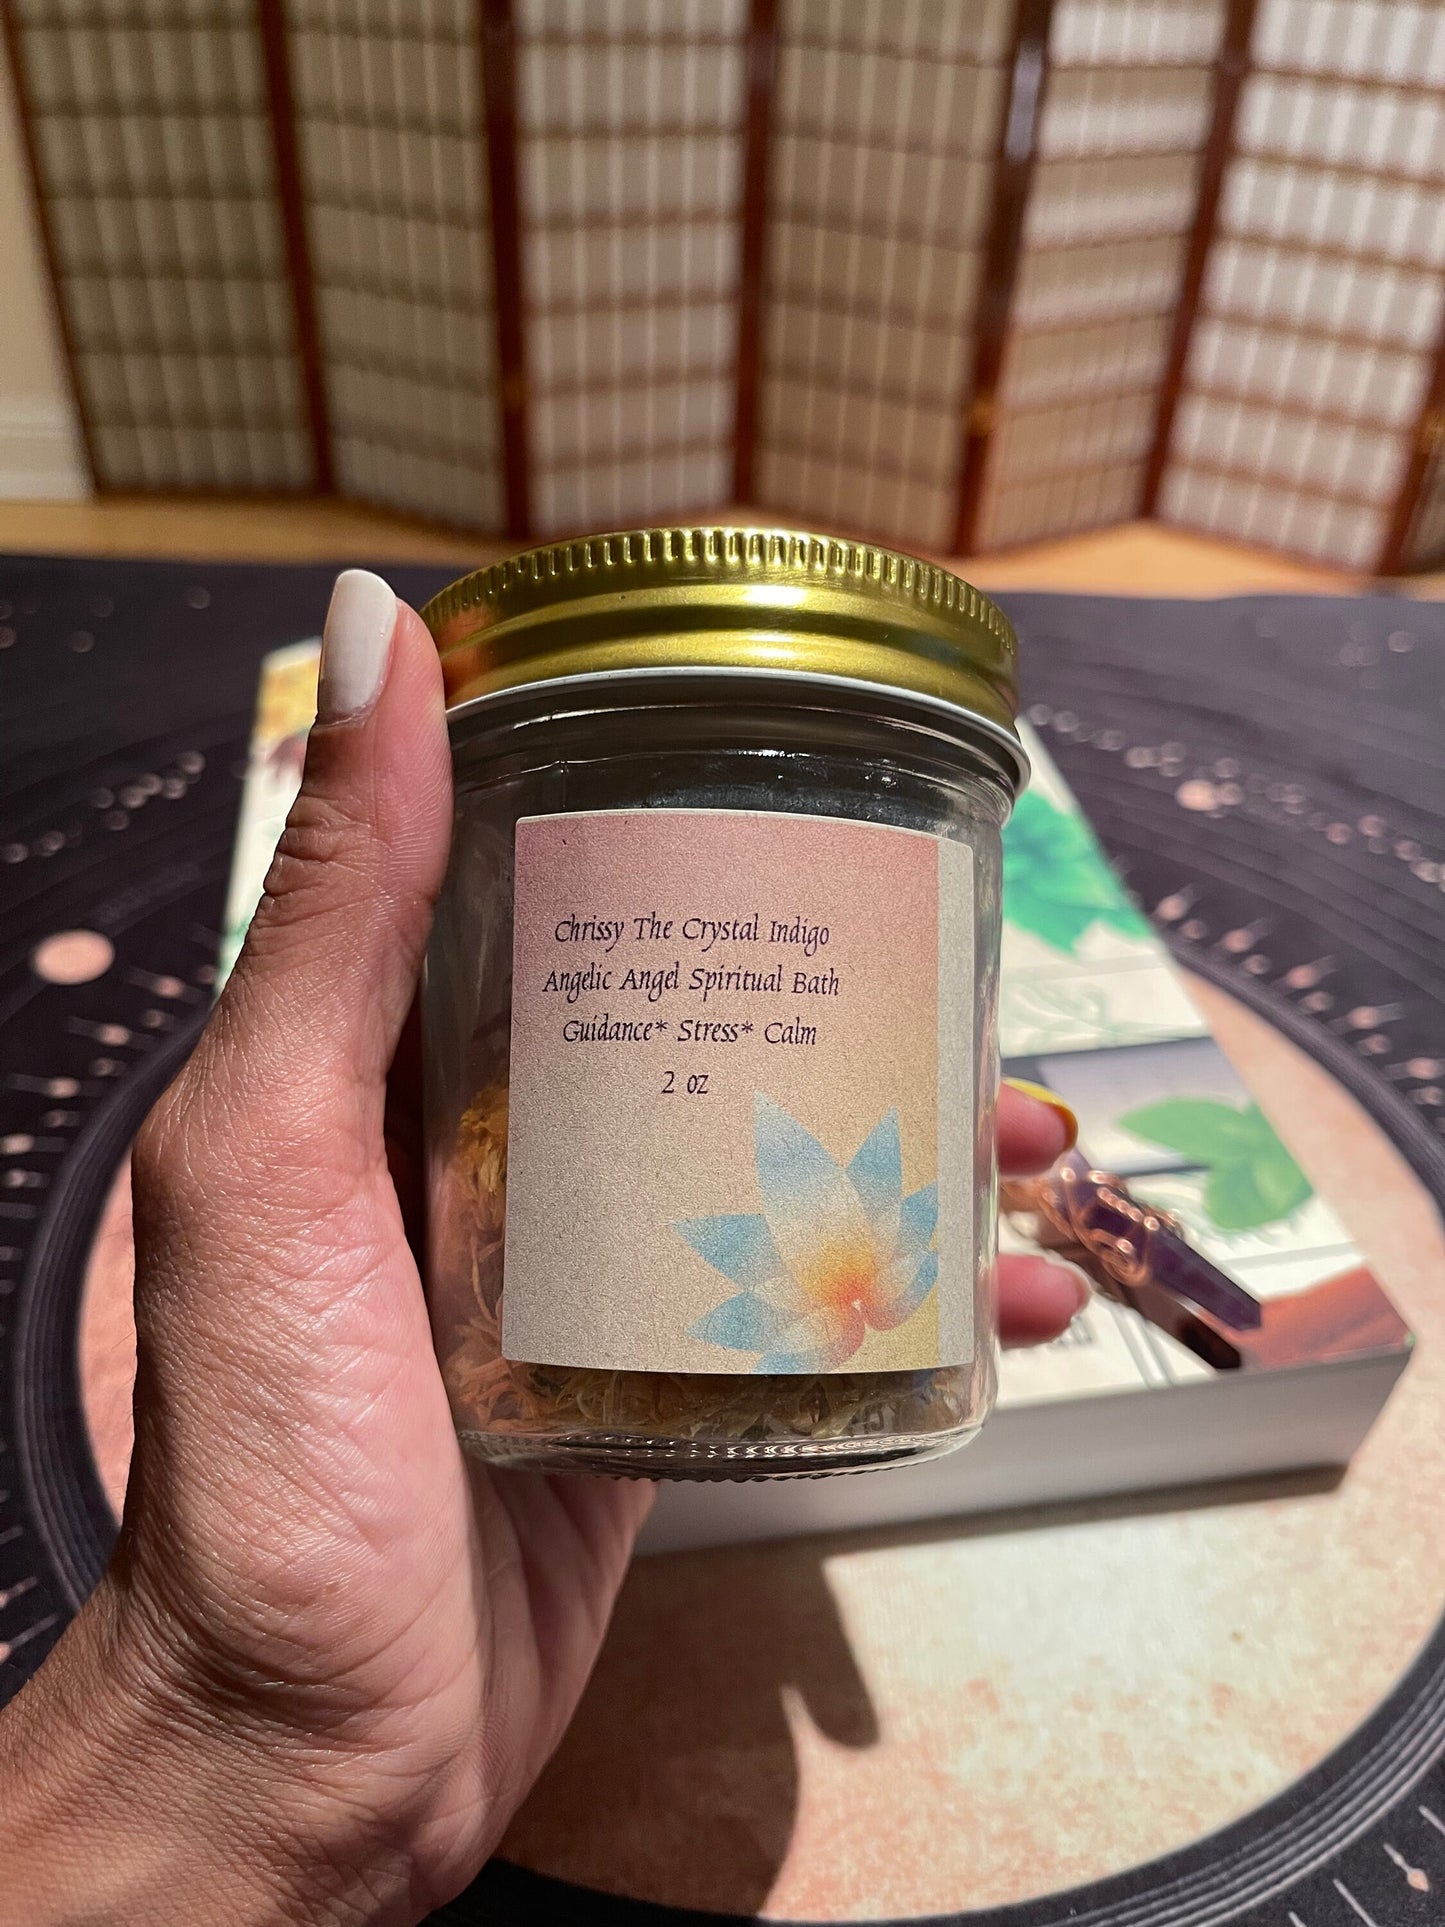 Chrissy The Crystal Indigo
Angelic Angel Spiritual Bath
Guidance* Stress* Calm
2 oz